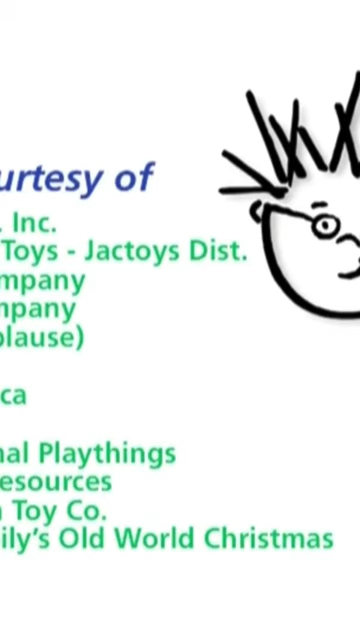 urtesy of
. Inc.
Toys - Jactoys Dist.
mpany
mpany
plause)
ca
nal Playthings
esources
Toy Co.
ily's Old World Christmas